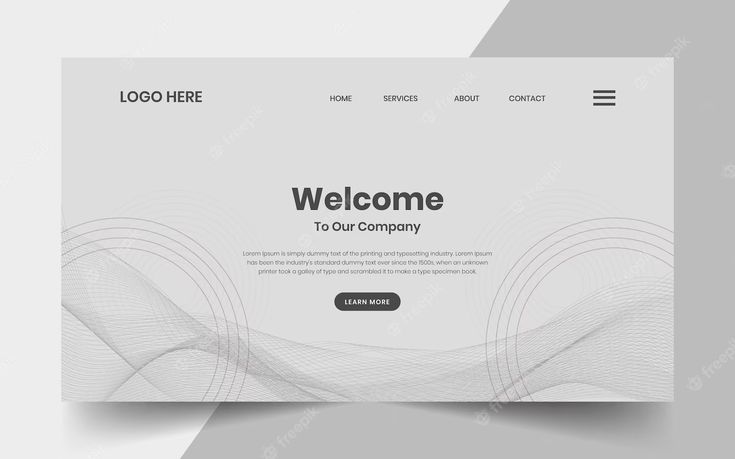 LOGO HERE
HOME SERVICES ABOUT CONTACT
Welcome
To Our Company
Lorem Ipsum is simply dummy text of the printing and typesetting industry. Lorem
Ipsum has been the industry's standard dummy text ever since the 1500s, when an unknown
printer took a galley of type and scrambled it to make a type specimen book.
LEARN MORE
freepik